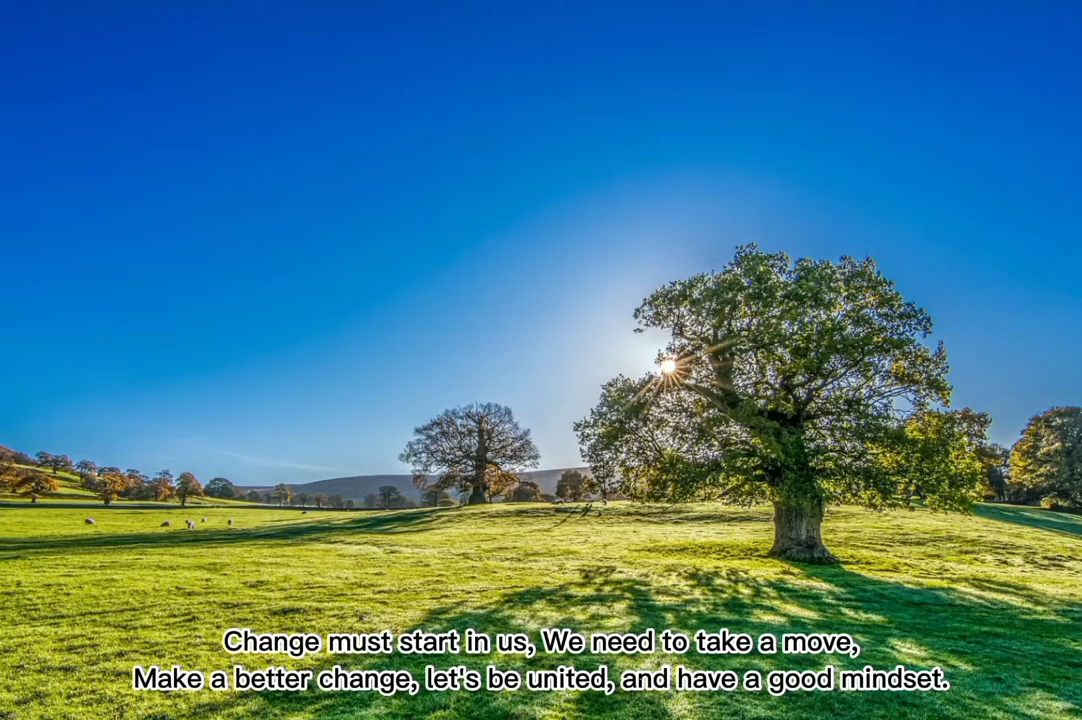 Change must start in us, We need to take a move,
Make a better change, let's be united, and have a good mindset.